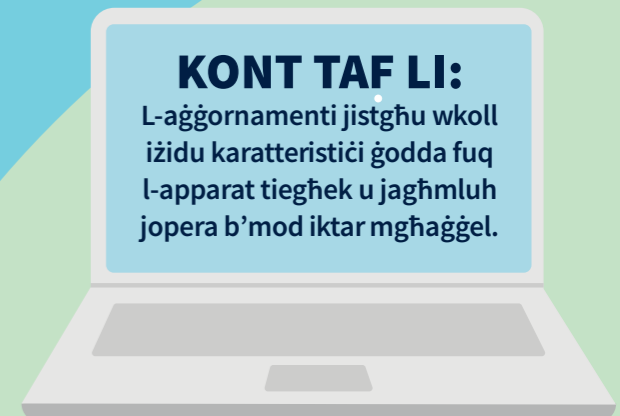 KONT TAF LI:
L-aġġornamenti jistgħu wkoll
iżidu karatteristiċi ġodda fuq
l-apparat tiegħek u jagħmluh
jopera b’mod iktar mgħaġġel.